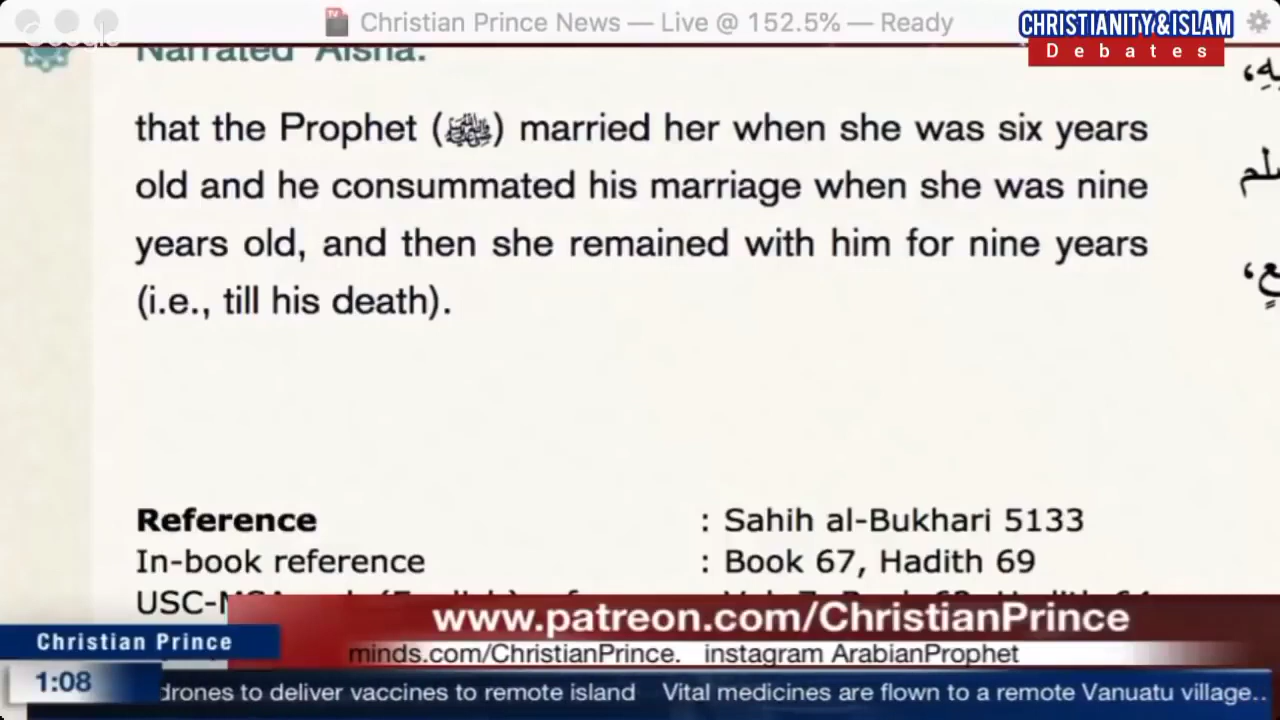 Christian Prince News — Live @ 152.5% — Ready
CHRISTIANITY&ISLAM
Debates
Google
Narrated Aisha:
that the Prophet (ﷺ) married her when she was six years
old and he consummated his marriage when she was nine
years old, and then she remained with him for nine years
(i.e., till his death).
Reference : Sahih al-Bukhari 5133
In-book reference : Book 67, Hadith 69
www.patreon.com/ChristianPrince
Christian Prince
minds.com/ChristianPrince. instagram ArabianProphet
1:08
drones to deliver vaccines to remote island Vital medicines are flown to a remote Vanuatu village..